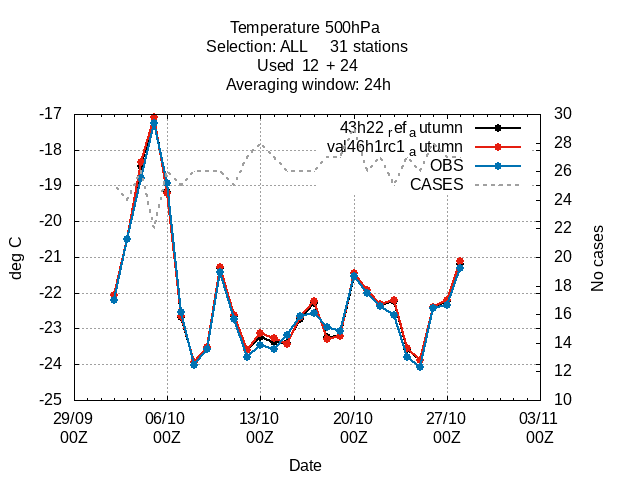 Temperature 500hPa
Selection: ALL 31 stations
Used 12 + 24
Averaging window: 24h
43h22refautumn
val46h1rc1autumn
OBS
CASES
-17
-18
-19
-20
-21
-22
-23
-24
-25
30
28
26
24
22
20
18
16
14
12
10
deg C
No cases
29/09 06/10 13/10 20/10 27/10 03/11
00Z 00Z 00Z 00Z 00Z 00Z
Date